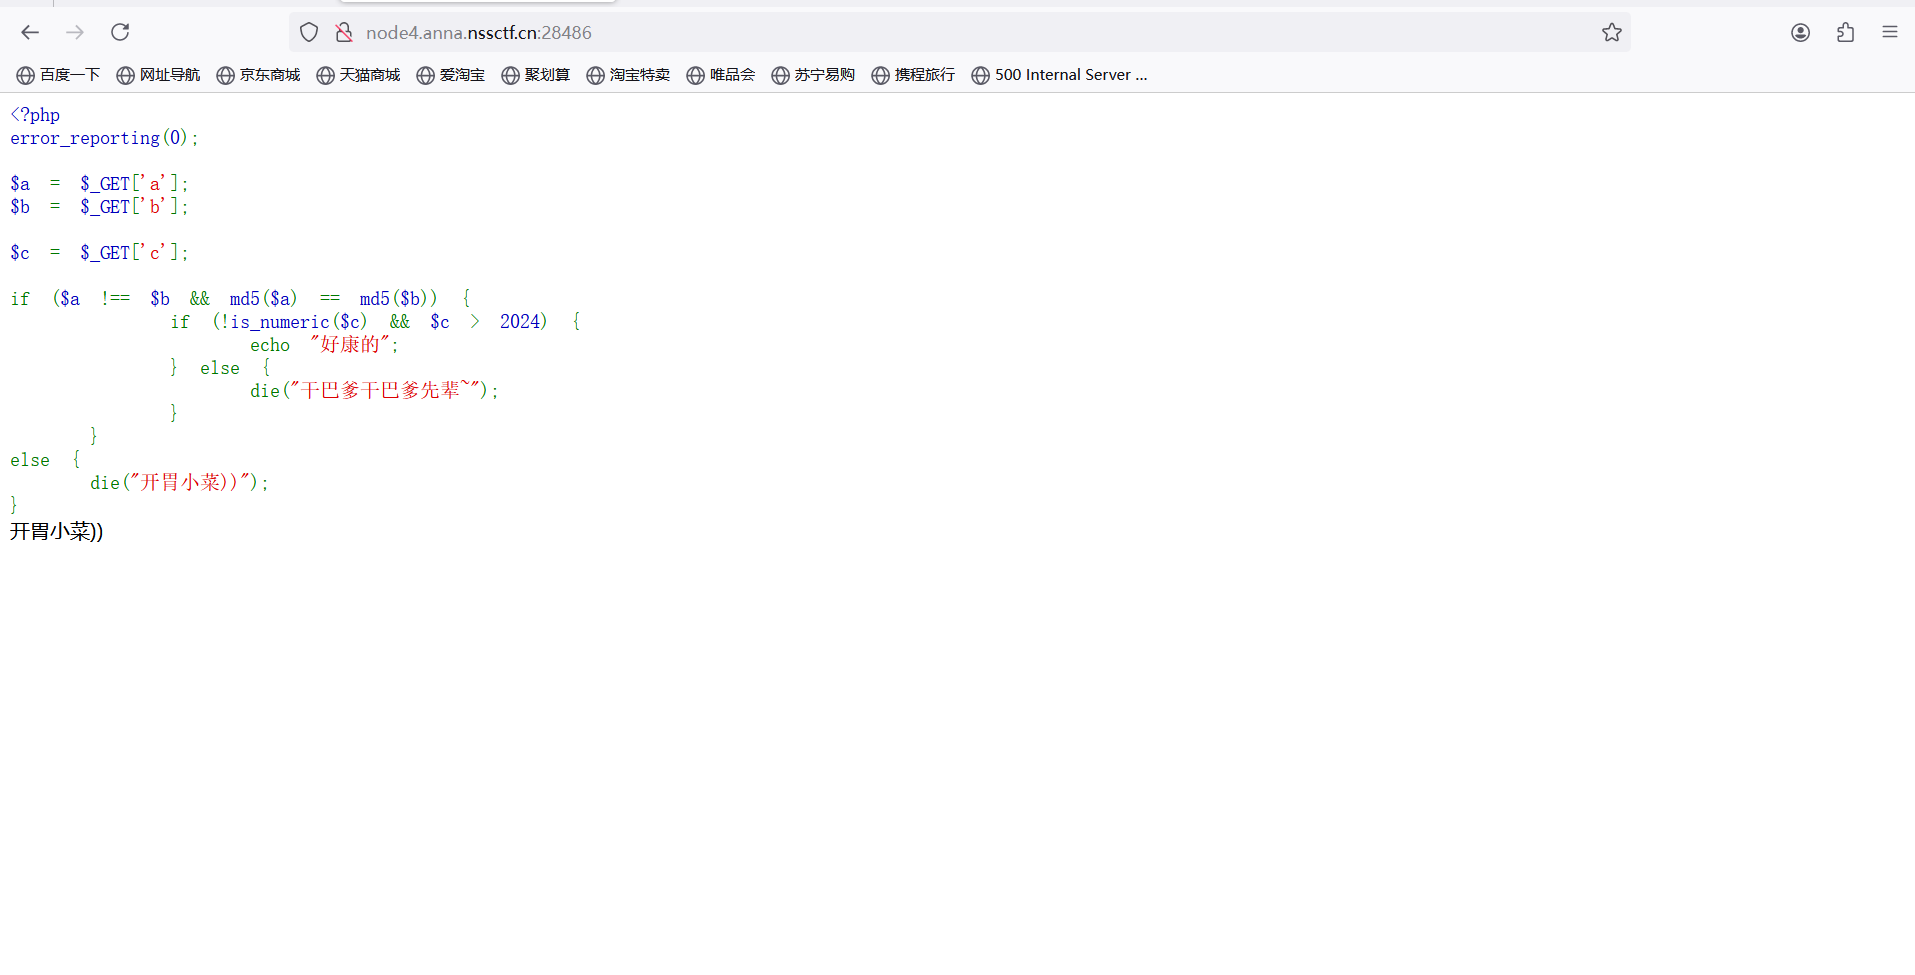 node4.anna.nssctf.cn:28486
百度一下 网址导航 京东商城 天猫商城 爱淘宝 聚划算 淘宝特卖 唯品会 苏宁易购 携程旅行 500 Internal Server ...
<?php
error_reporting(0);
$a = $_GET['a'];
$b = $_GET['b'];
$c = $_GET['c'];
if ($a !== $b && md5($a) == md5($b)) {
if (!is_numeric($c) && $c > 2024) {
echo "好康的";
} else {
die("干巴爹干巴爹先辈~");
}
}
else {
die("开胃小菜))");
}
开胃小菜))